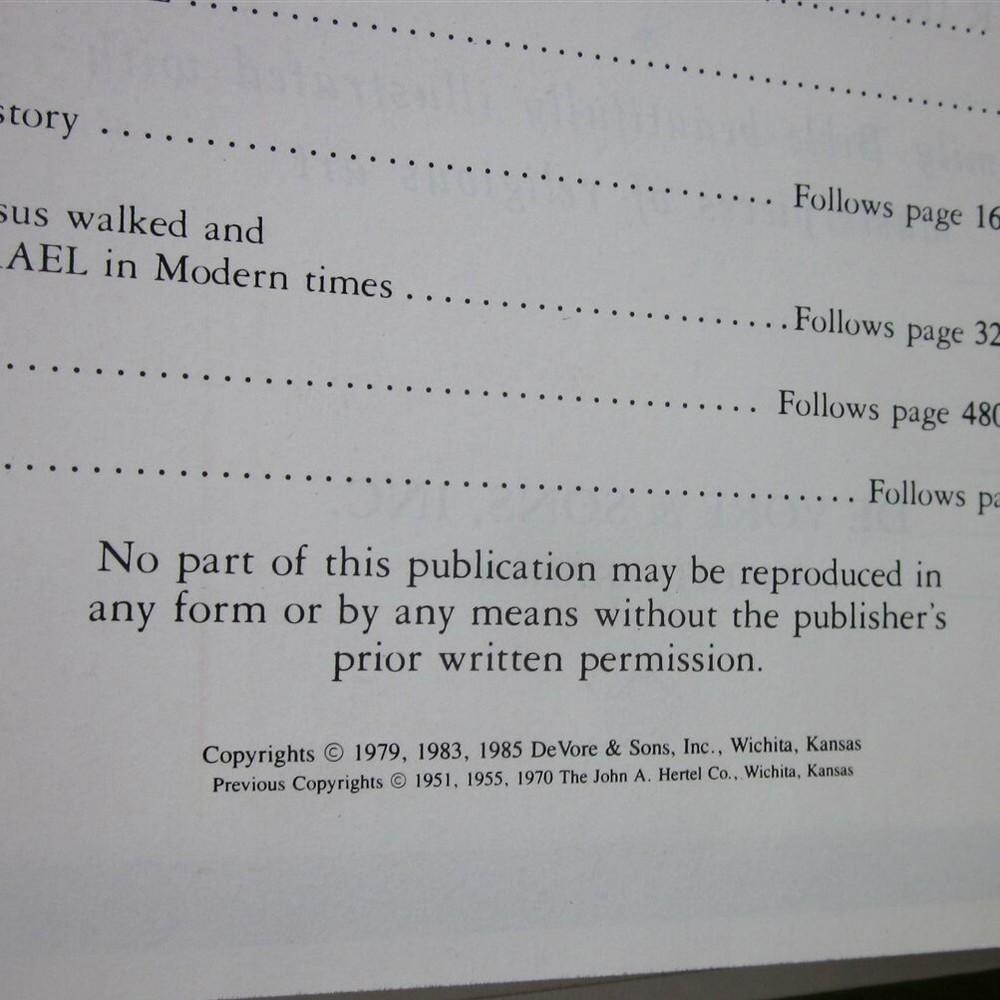 story .......... Follows page 16
sus walked and
AEL in Modern times .......... Follows page 32
.......... Follows page 480
.......... Follows pa
No part of this publication may be reproduced in
any form or by any means without the publisher's
prior written permission.
Copyrights © 1979, 1983, 1985 DeVore & Sons, Inc., Wichita, Kansas
Previous Copyrights © 1951, 1955, 1970 The John A. Hertel Co., Wichita, Kansas